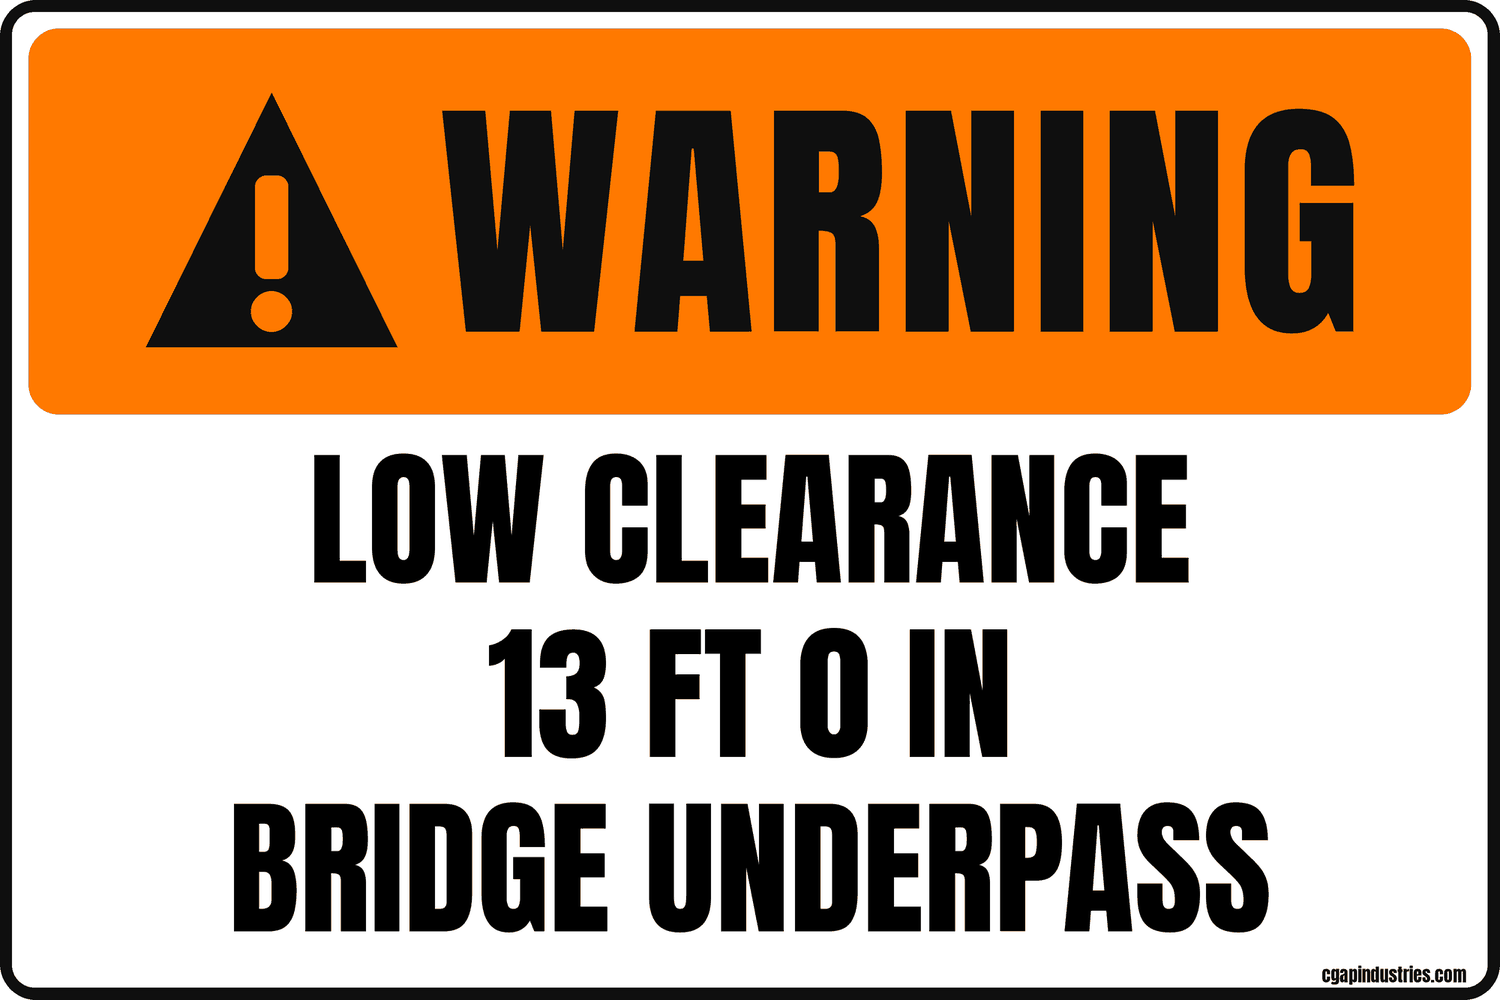 WARNING
LOW CLEARANCE
13 FT 0 IN
BRIDGE UNDERPASS
cgapindustries.com